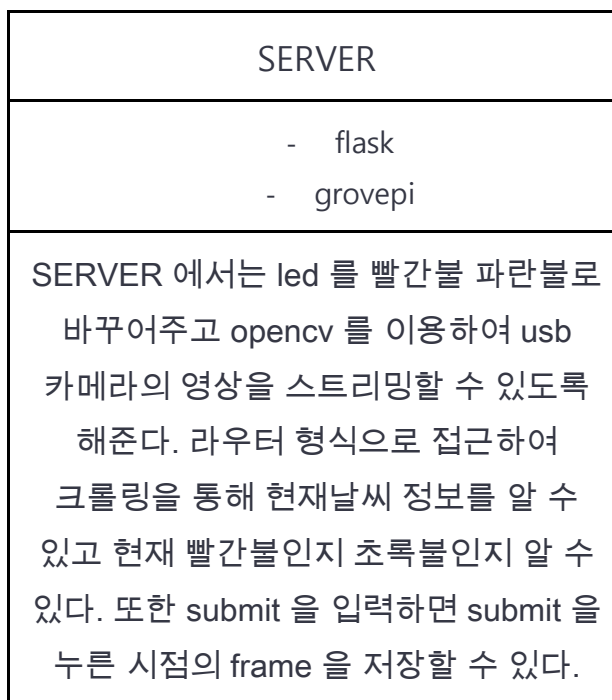 SERVER
- flask
- grovepi
SERVER 에서는 led 를 빨간불 파란불로
바꾸어주고 opencv 를 이용하여 usb
카메라의 영상을 스트리밍할 수 있도록
해준다. 라우터 형식으로 접근하여
크롤링을 통해 현재날씨 정보를 알 수
있고 현재 빨간불인지 초록불인지 알 수
있다. 또한 submit 을 입력하면 submit 을
누른 시점의 frame 을 저장할 수 있다.